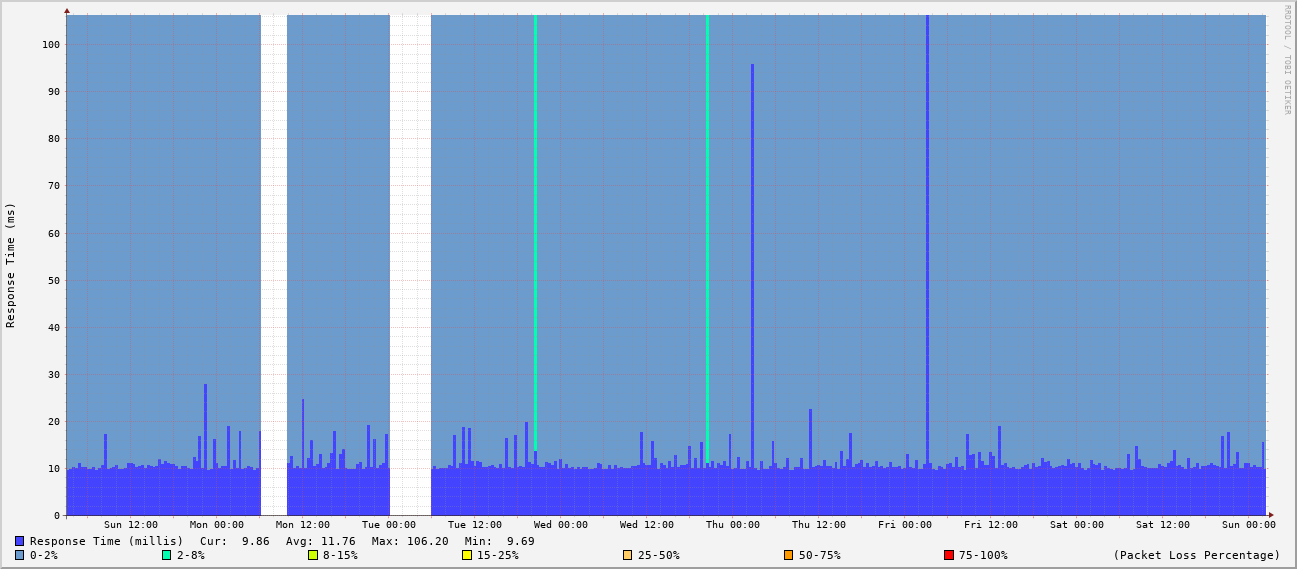 RRDTOOL / TOBI OETIKER
Response Time (ms)
100
90
80
70
60
50
40
30
20
10
0
Sun 12:00 Mon 00:00 Mon 12:00 Tue 00:00 Tue 12:00 Wed 00:00 Wed 12:00 Thu 00:00 Thu 12:00 Fri 00:00 Fri 12:00 Sat 00:00 Sat 12:00 Sun 00:00
Response Time (millis) Cur: 9.86 Avg: 11.76 Max: 106.20 Min: 9.69
0-2% 2-8% 8-15% 15-25% 25-50% 50-75% 75-100% (Packet Loss Percentage)